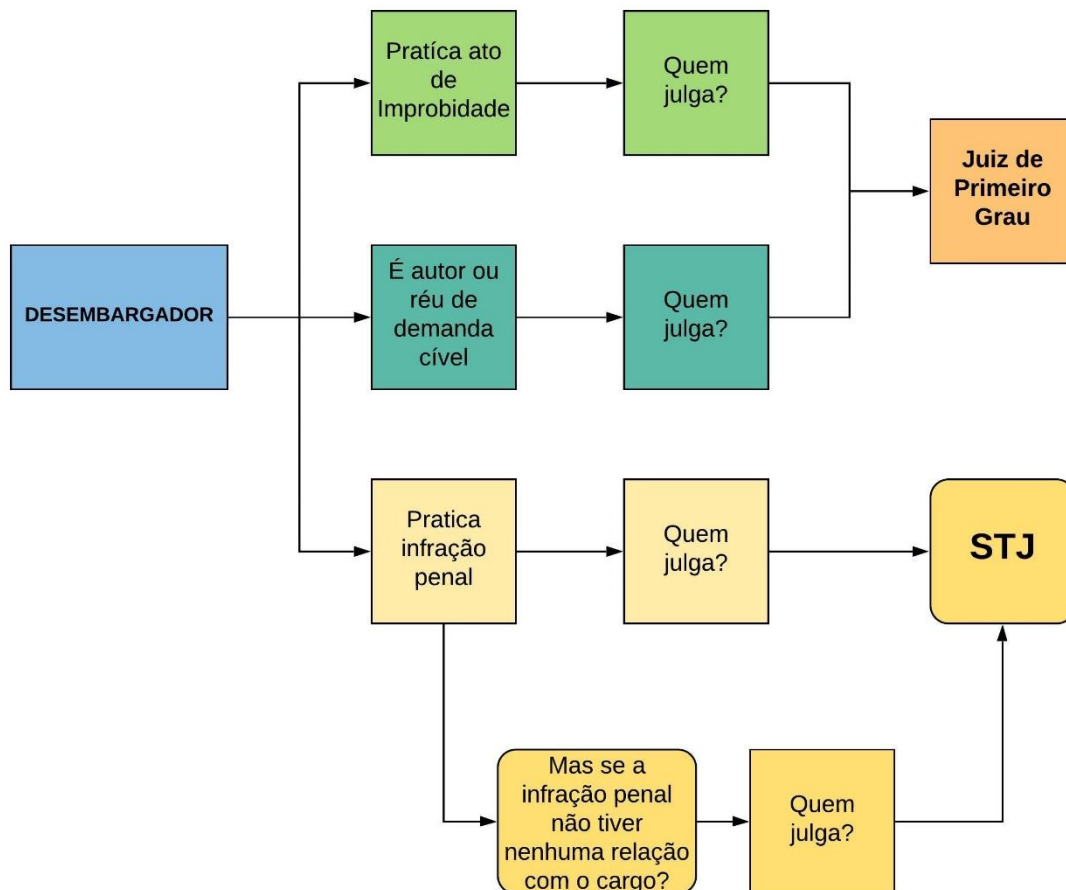 Pratíca ato
de
Improbidade
Quem
julga?
Juiz de
Primeiro
Grau
DESEMBARGADOR
É autor ou
réu de
demanda
cível
Quem
julga?
Pratica
infração
penal
Quem
julga?
STJ
Mas se a
infração penal
não tiver
nenhuma relação
com o cargo?
Quem
julga?